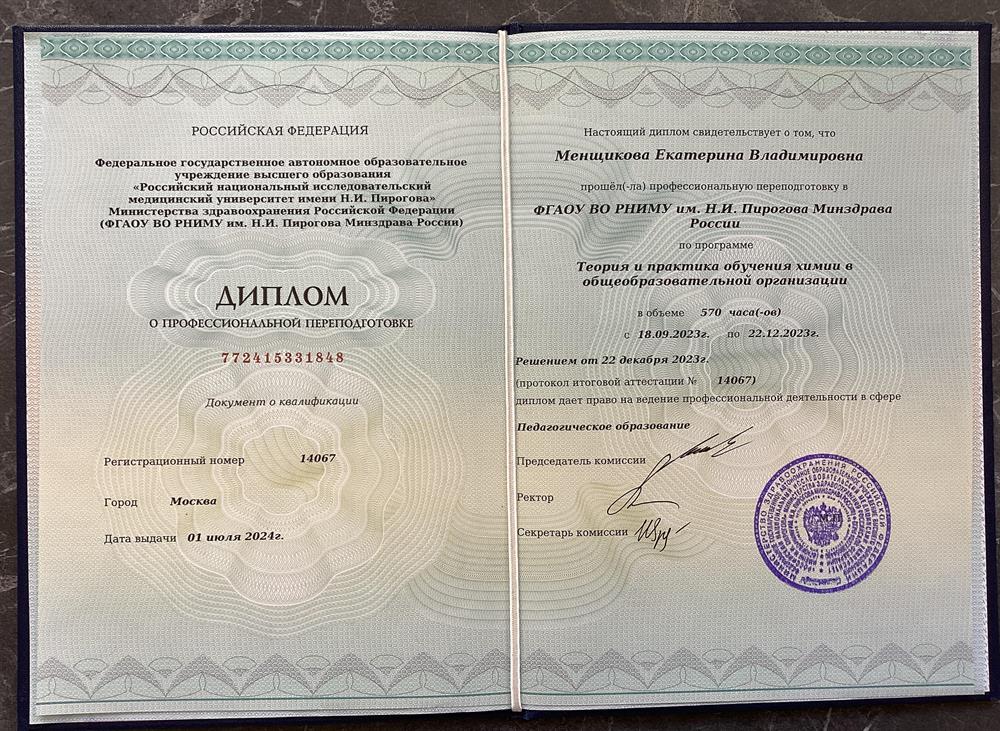 РОССИЙСКАЯ ФЕДЕРАЦИЯ
Федеральное государственное автономное образовательное
учреждение высшего образования
«Российский национальный исследовательский
медицинский университет имени Н.И. Пирогова»
Министерства здравоохранения Российской Федерации
(ФГАОУ ВО РНИМУ им. Н.И. Пирогова Минздрава России)
ДИПЛОМ
О ПРОФЕССИОНАЛЬНОЙ ПЕРЕПОДГОТОВКЕ
772415331848
Документ о квалификации
Регистрационный номер 14067
Город Москва
Дата выдачи 01 июля 2024г.
Настоящий диплом свидетельствует о том, что
Менщикова Екатерина Владимировна
прошёл(-ла) профессиональную переподготовку в
ФГАОУ ВО РНИМУ им. Н.И. Пирогова Минздрава
России
по программе
Теория и практика обучения химии в
общеобразовательной организации
в объеме 570 часа(-ов)
с 18.09.2023г. по 22.12.2023г.
Решением от 22 декабря 2023г.
(протокол итоговой аттестации № 14067)
диплом дает право на ведение профессиональной деятельности в сфере
Педагогическое образование
Председатель комиссии
Ректор
Секретарь комиссии
МИНИСТЕРСТВО ЗДРАВООХРАНЕНИЯ РОССИЙСКОЙ ФЕДЕРАЦИИ